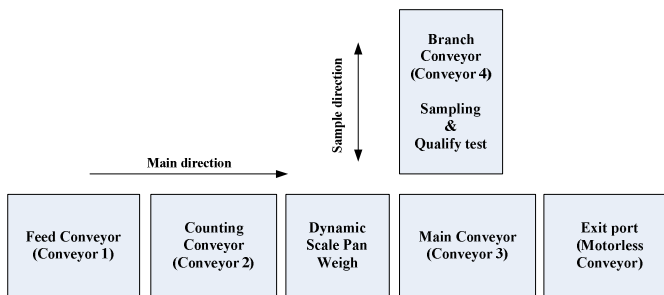 Branch
Conveyor
(Conveyor 4)
Sampling
&
Qualify test
Sample direction
Main direction
Feed Conveyor
(Conveyor 1)
Counting
Conveyor
(Conveyor 2)
Dynamic
Scale Pan
Weigh
Main Conveyor
(Conveyor 3)
Exit port
(Motorless
Conveyor)